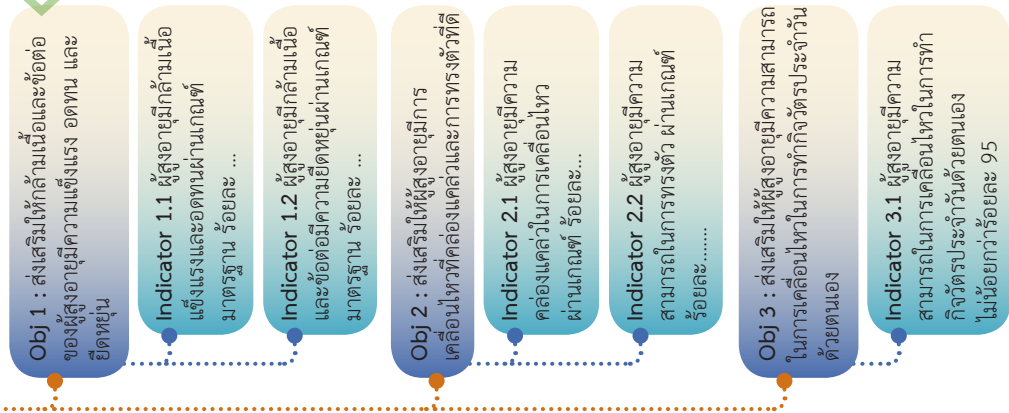 Obj 1 : ส่งเสริมให้กล้ามเนื้อและข้อต่อ
ของผู้สูงอายุมีความแข็งแรง อดทน และ
ยืดหยุ่น
Indicator 1.1 ผู้สูงอายุมีกล้ามเนื้อ
แข็งแรงและอดทนผ่านเกณฑ์
มาตรฐาน ร้อยละ ...
Indicator 1.2 ผู้สูงอายุมีกล้ามเนื้อ
และข้อต่อมีความยืดหยุ่นผ่านเกณฑ์
มาตรฐาน ร้อยละ ...
Obj 2 : ส่งเสริมให้ผู้สูงอายุมีการ
เคลื่อนไหวที่คล่องแคล่วและการทรงตัวที่ดี
Indicator 2.1 ผู้สูงอายุมีความ
คล่องแคล่วในการเคลื่อนไหว
ผ่านเกณฑ์ ร้อยละ...
Indicator 2.2 ผู้สูงอายุมีความ
สามารถในการทรงตัว ผ่านเกณฑ์
ร้อยละ........
Obj 3 : ส่งเสริมให้ผู้สูงอายุมีความสามารถ
ในการเคลื่อนไหวในการทำกิจวัตรประจำวัน
ด้วยตนเอง
Indicator 3.1 ผู้สูงอายุมีความ
สามารถในการเคลื่อนไหวในการทำ
กิจวัตรประจำวันด้วยตนเอง
ไม่น้อยกว่าร้อยละ 95